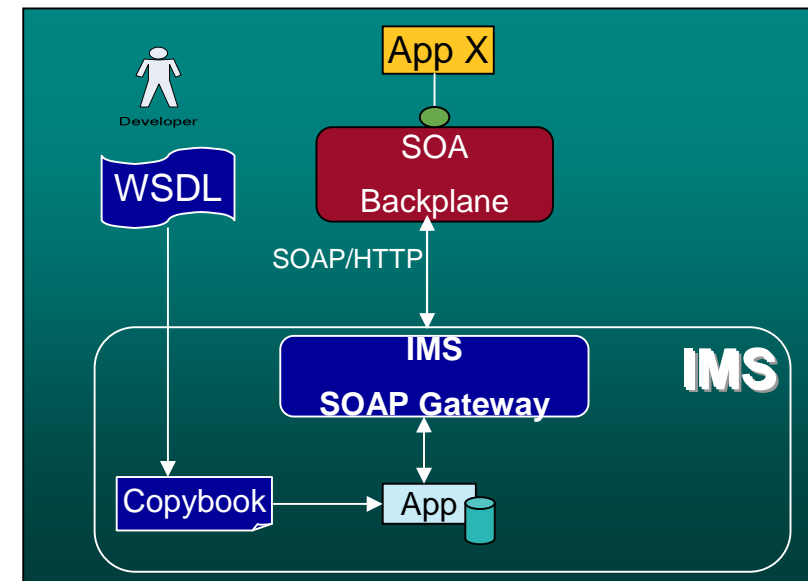 App X
Developer
SOA
Backplane
WSDL
SOAP/HTTP
IMS
SOAP Gateway
IMS
Copybook
App